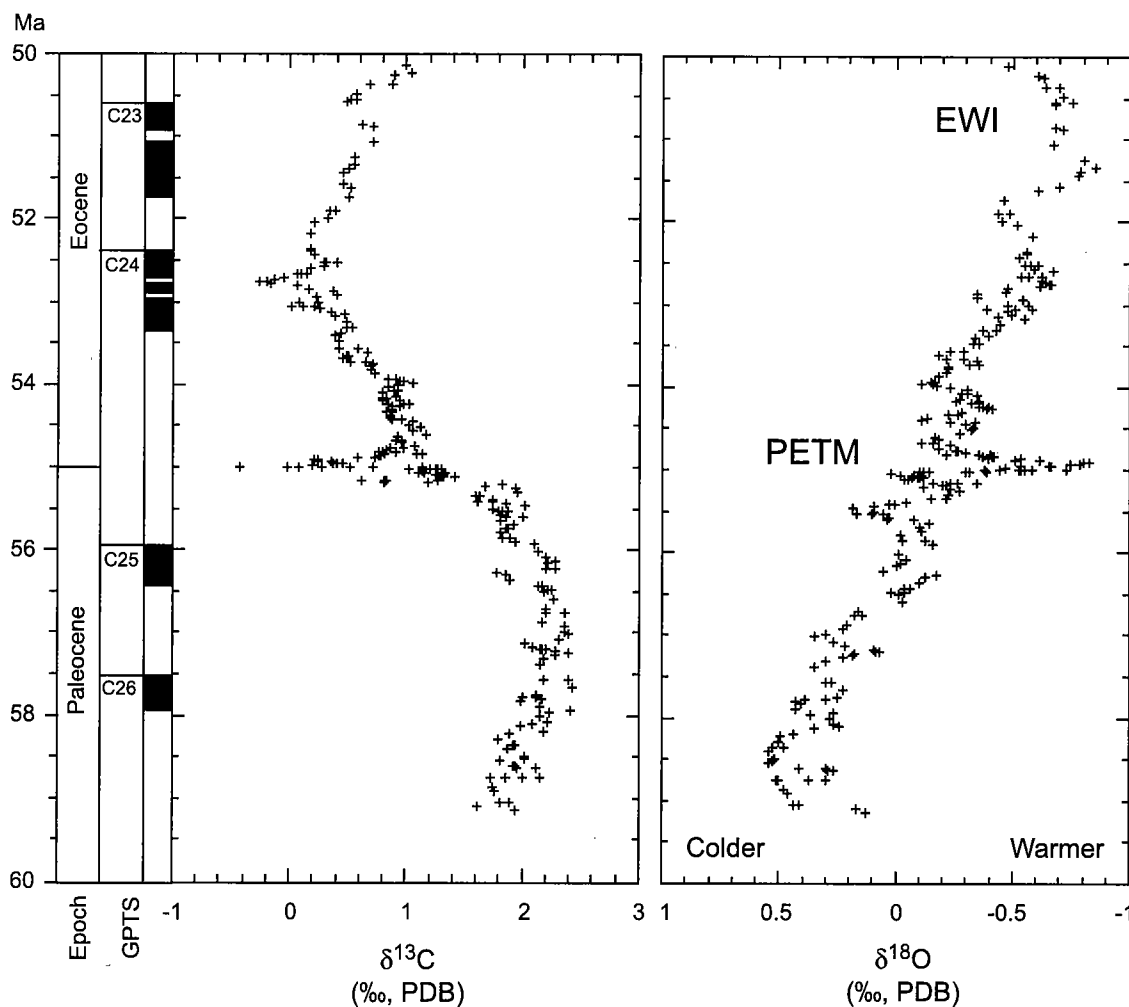 Ma
50
52
54
56
58
60
Eocene
Paleocene
C23
C24
C25
C26
Epoch
GPTS
-1
0
1
2
3
δ¹³C
(‰, PDB)
EWI
PETM
Colder
Warmer
1
0.5
0
-0.5
-1
δ¹⁸O
(‰, PDB)